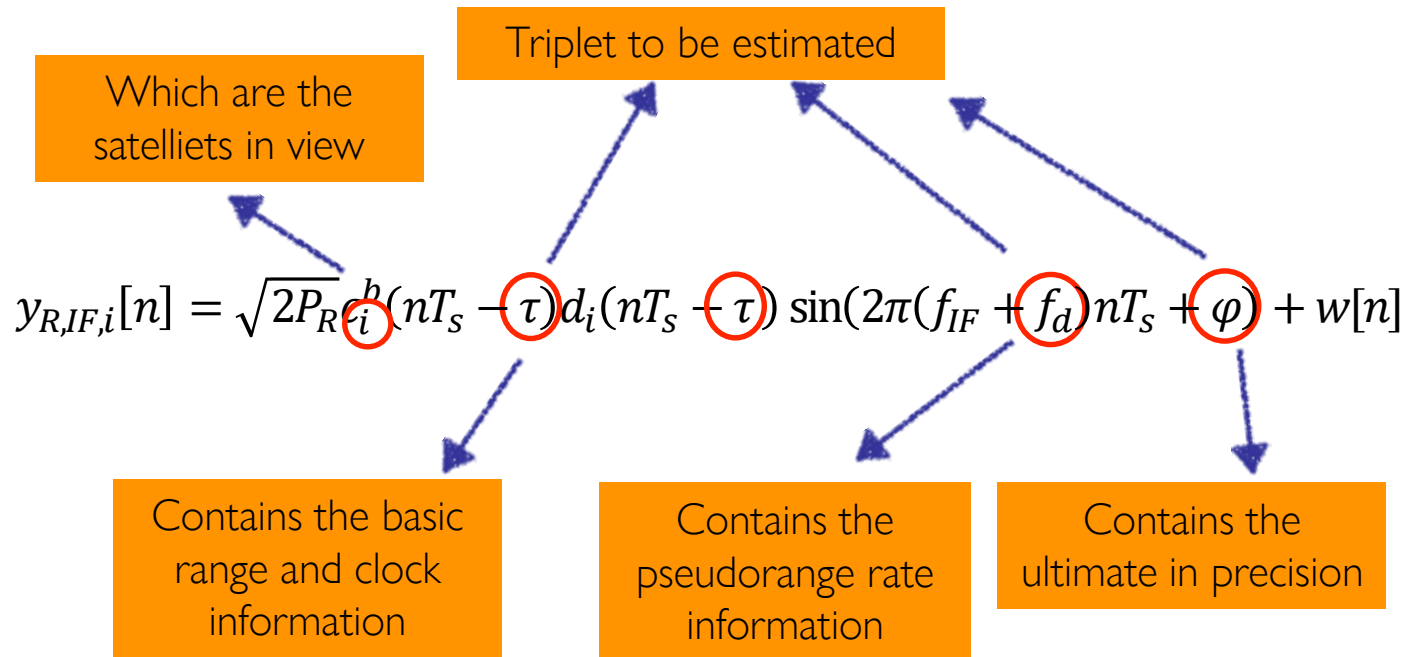 Triplet to be estimated
Which are the
satelliets in view
y_{R,IF,i}[n] = √2P_R c_i^b(nT_s − τ)d_i(nT_s − τ) sin(2π(f_{IF} + f_d)nT_s + φ) + w[n]
Contains the basic
range and clock
information
Contains the
pseudorange rate
information
Contains the
ultimate in precision